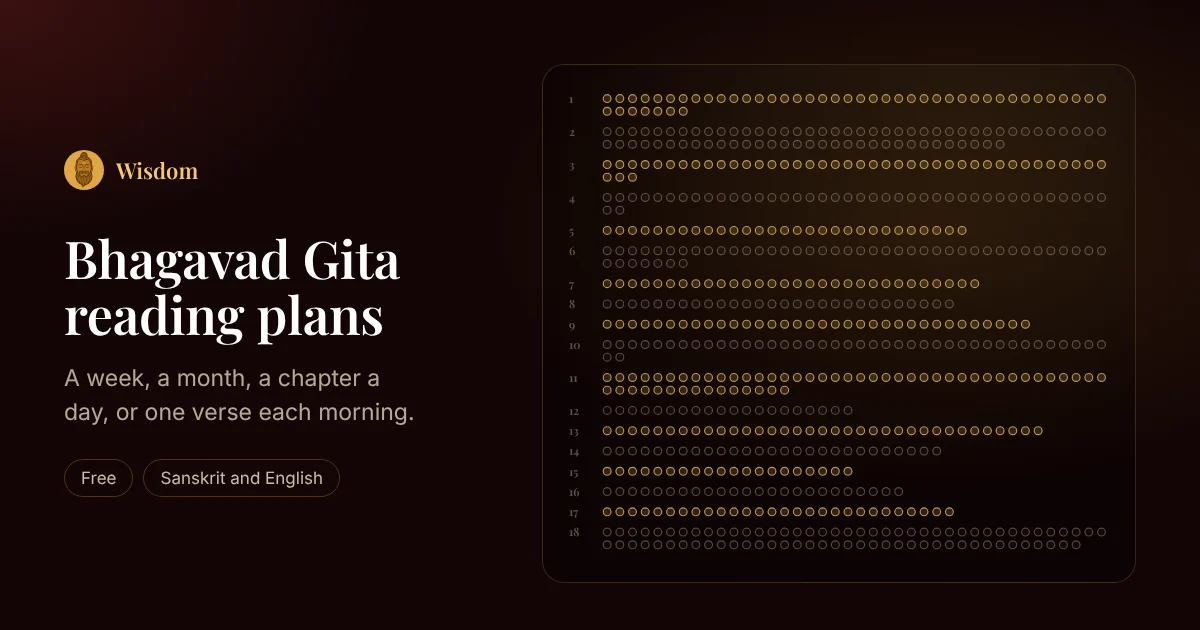 Wisdom
Bhagavad Gita
reading plans
A week, a month, a chapter a
day, or one verse each morning.
Free
Sanskrit and English
1
2
3
4
5
6
7
8
9
10
11
12
13
14
15
16
17
18